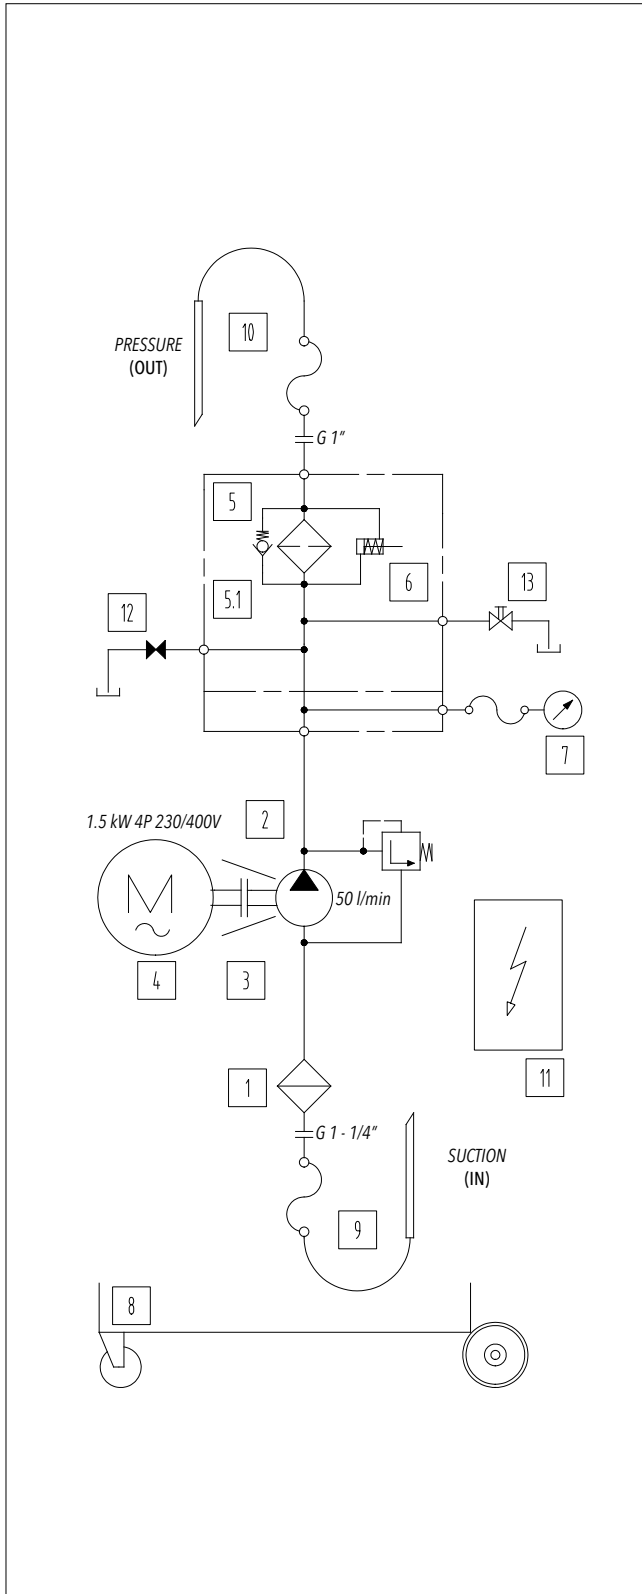 10
PRESSURE
(OUT)
G 1"
5
5.1
6
13
12
7
2
1.5 kW 4P 230/400V
M
50 l/min
4
3
11
1
G 1 - 1/4"
SUCTION
(IN)
9
8